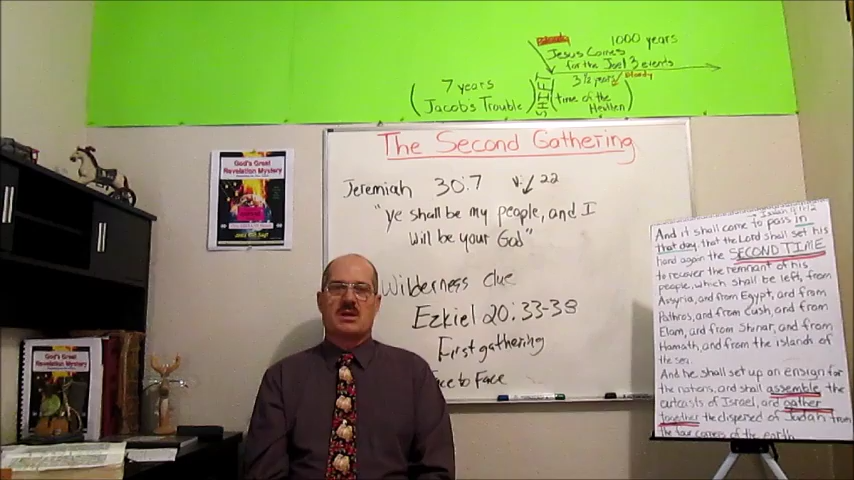 Bloody
1000 years
Jesus Comes
for the Joel 3 events
3 1/2 years Bloody
7 years
(Jacob's Trouble)
SHIFT
(time of the
Heathen)
The Second Gathering
Jeremiah 30:7 v. 22
"ye shall be my people, and I
will be your God"
Wilderness clue
Ezkiel 20:33-38
First gathering
Face to Face
God's Great
Revelation Mystery
God's Great
Revelation Mystery
And it shall come to pass in
that day, that the Lord shall set his
hand again the SECOND TIME
to recover the remnant of his
people, which shall be left, from
Assyria, and from Egypt, and from
Pathros, and from Cush, and from
Elam, and from Shinar, and from
Hamath, and from the islands of
the sea.
And he shall set up an ensign for
the nations, and shall assemble the
outcasts of Israel, and gather
together the dispersed of Judah from
the four corners of the earth